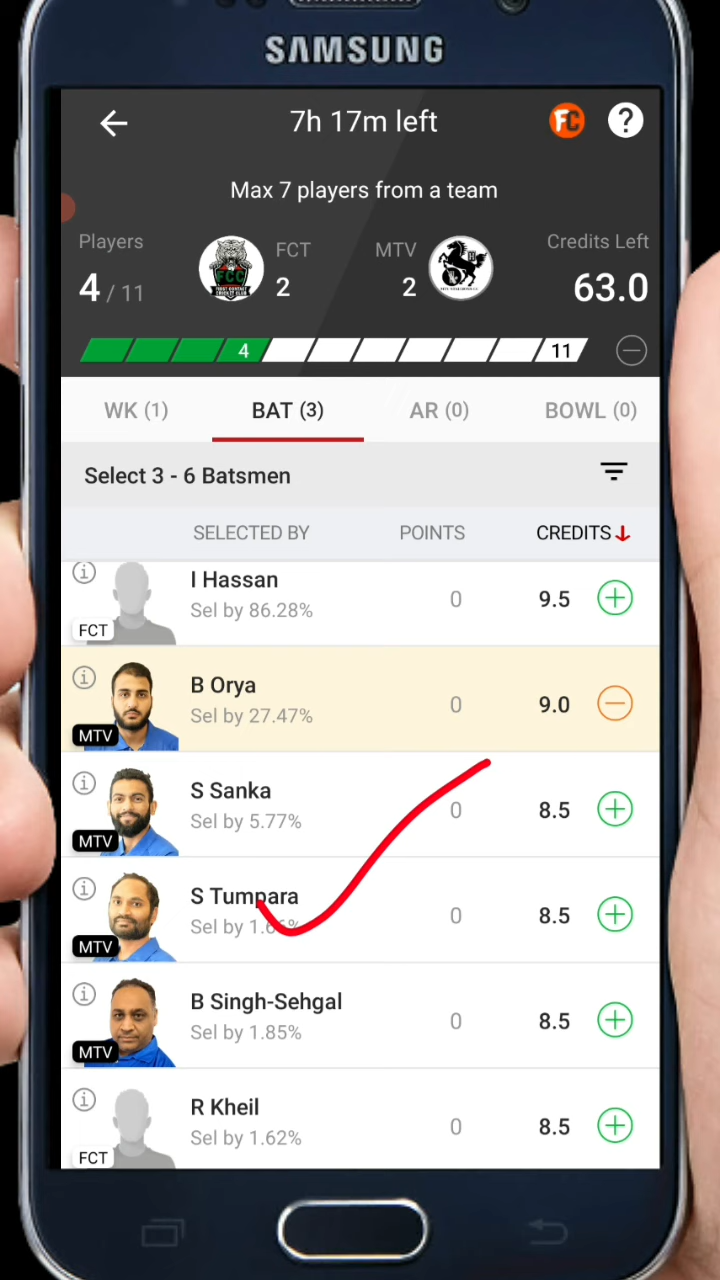 SAMSUNG
7h 17m left
FC
?
Max 7 players from a team
Players
FCT
MTV
Credits Left
4 / 11
FCC
2
2
63.0
4
11
WK (1)
BAT (3)
AR (0)
BOWL (0)
Select 3 - 6 Batsmen
SELECTED BY
POINTS
CREDITS
I Hassan
Sel by 86.28%
0
9.5
FCT
B Orya
Sel by 27.47%
0
9.0
MTV
S Sanka
Sel by 5.77%
0
8.5
MTV
S Tumpara
Sel by
0
8.5
MTV
B Singh-Sehgal
Sel by 1.85%
0
8.5
MTV
R Kheil
Sel by 1.62%
0
8.5
FCT